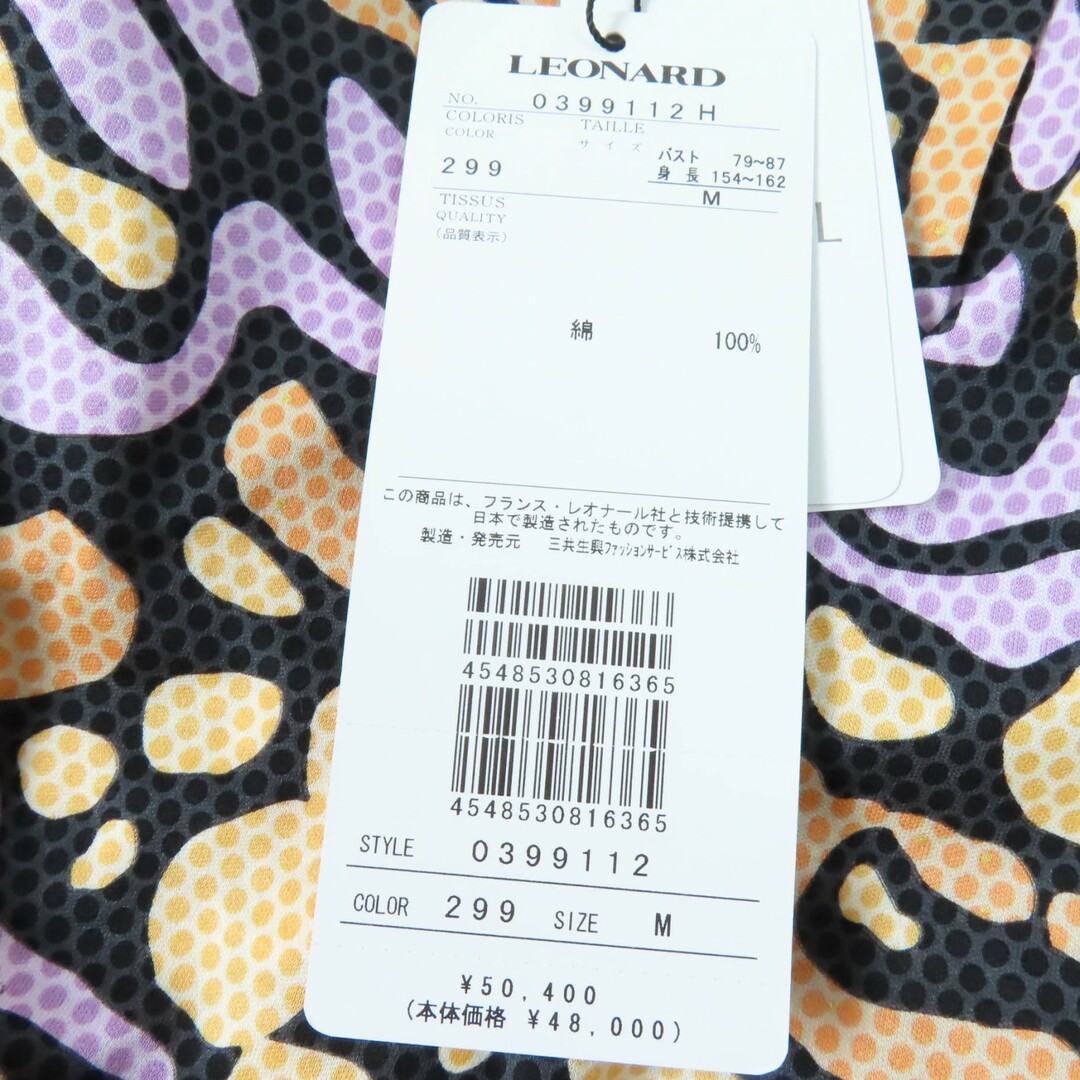 LEONARD
NO. 0399112H
COLORIS TAILLE
COLOR サイズ バスト 79~87
299 身長 154~162
M
TISSUS
QUALITY
(品質表示)
綿 100%
この商品は、フランス・レオナール社と技術提携して
日本で製造されたものです。
製造・発売元 三共生興ファッションサービス株式会社
4548530816365
4548530816365
STYLE 0399112
COLOR 299 SIZE M
¥50,400
(本体価格 ¥48,000)
L